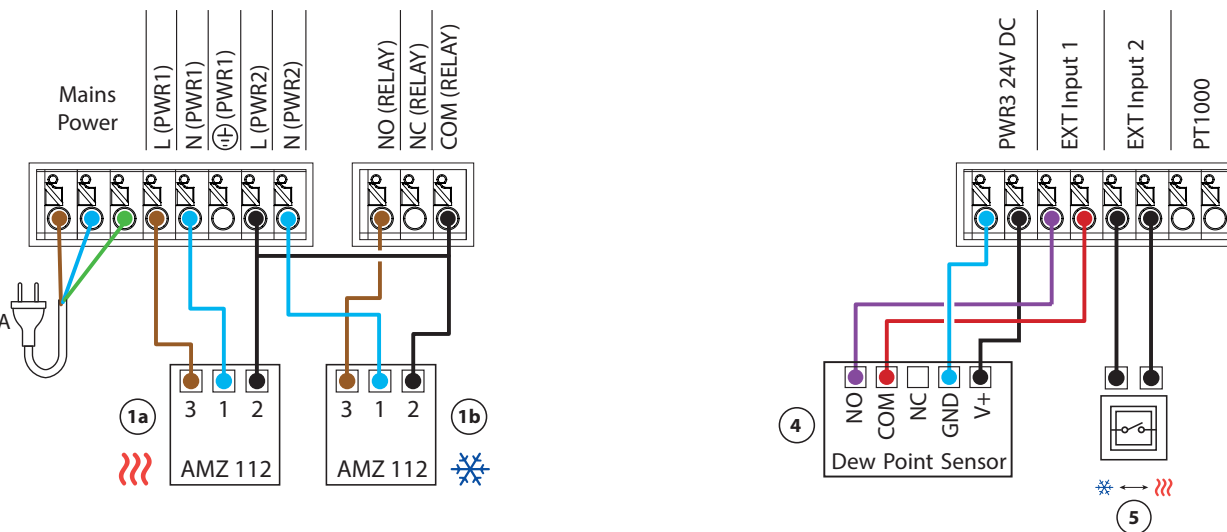 Mains
Power
L (PWR1)
N (PWR1)
(PWR1)
L (PWR2)
N (PWR2)
NO (RELAY)
NC (RELAY)
COM (RELAY)
PWR3 24V DC
EXT Input 1
EXT Input 2
PT1000
A
3 1 2
1a
AMZ 112
3 1 2
1b
AMZ 112
4
NO
COM
NC
GND
V+
Dew Point Sensor
5